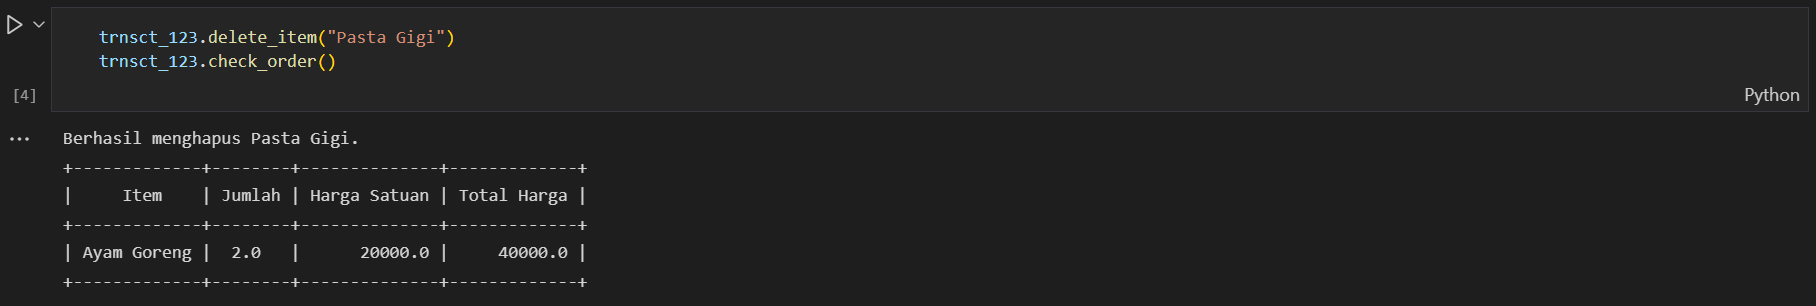 trnsct_123.delete_item("Pasta Gigi")
trnsct_123.check_order()
[4]
Python
Berhasil menghapus Pasta Gigi.
+-------------+--------+--------------+-------------+
|     Item    | Jumlah | Harga Satuan | Total Harga |
+-------------+--------+--------------+-------------+
| Ayam Goreng |  2.0   |      20000.0 |     40000.0 |
+-------------+--------+--------------+-------------+